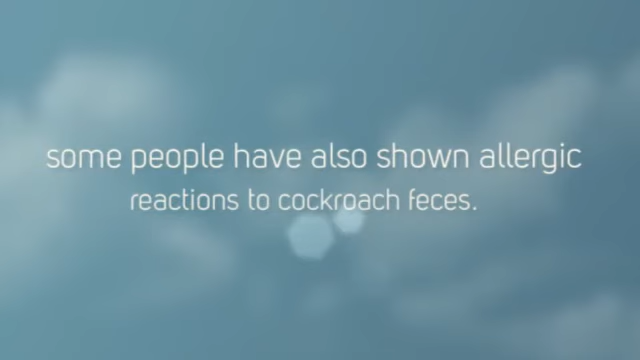 some people have also shown allergic
reactions to cockroach feces.